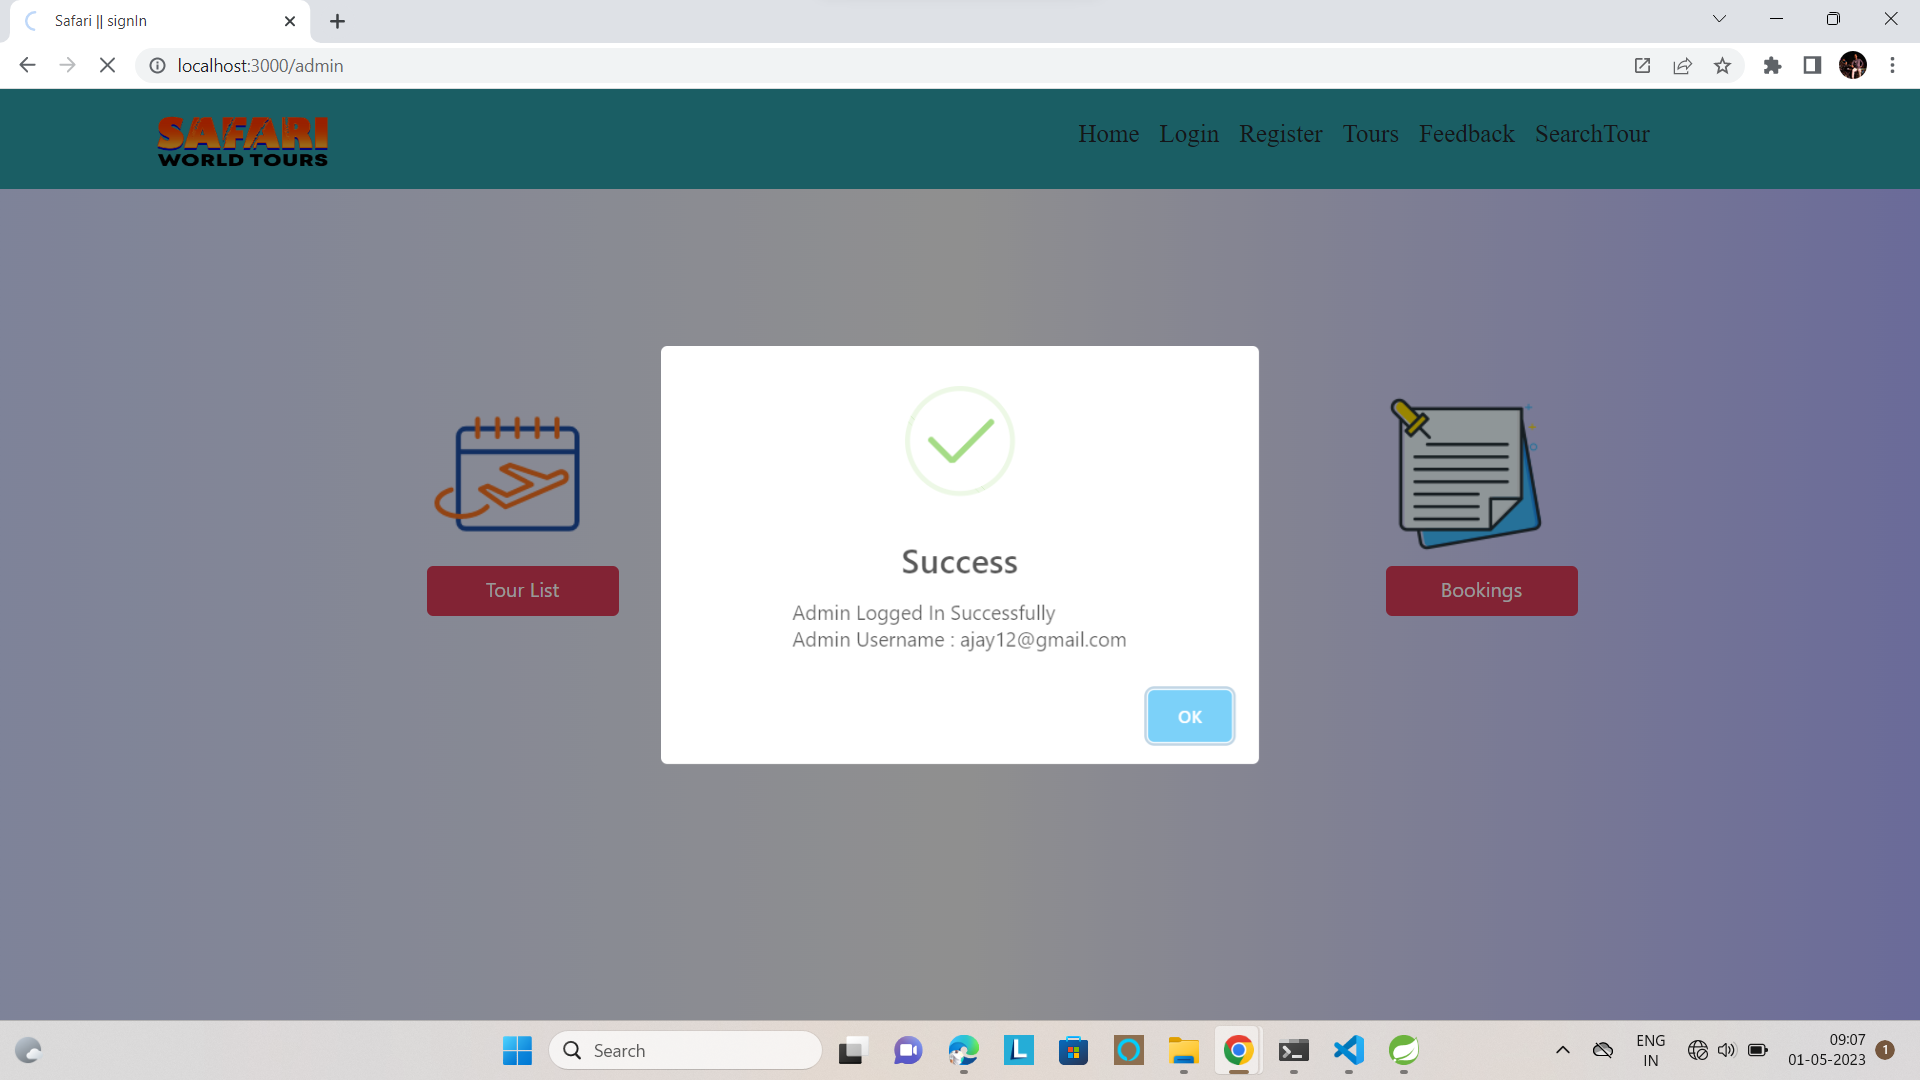 Safari || signIn
localhost:3000/admin
SAFARI
WORLD TOURS
Home Login Register Tours Feedback SearchTour
Success
Admin Logged In Successfully
Admin Username : ajay12@gmail.com
OK
Tour List
Bookings
Search
L
ENG
IN
09:07
01-05-2023
1